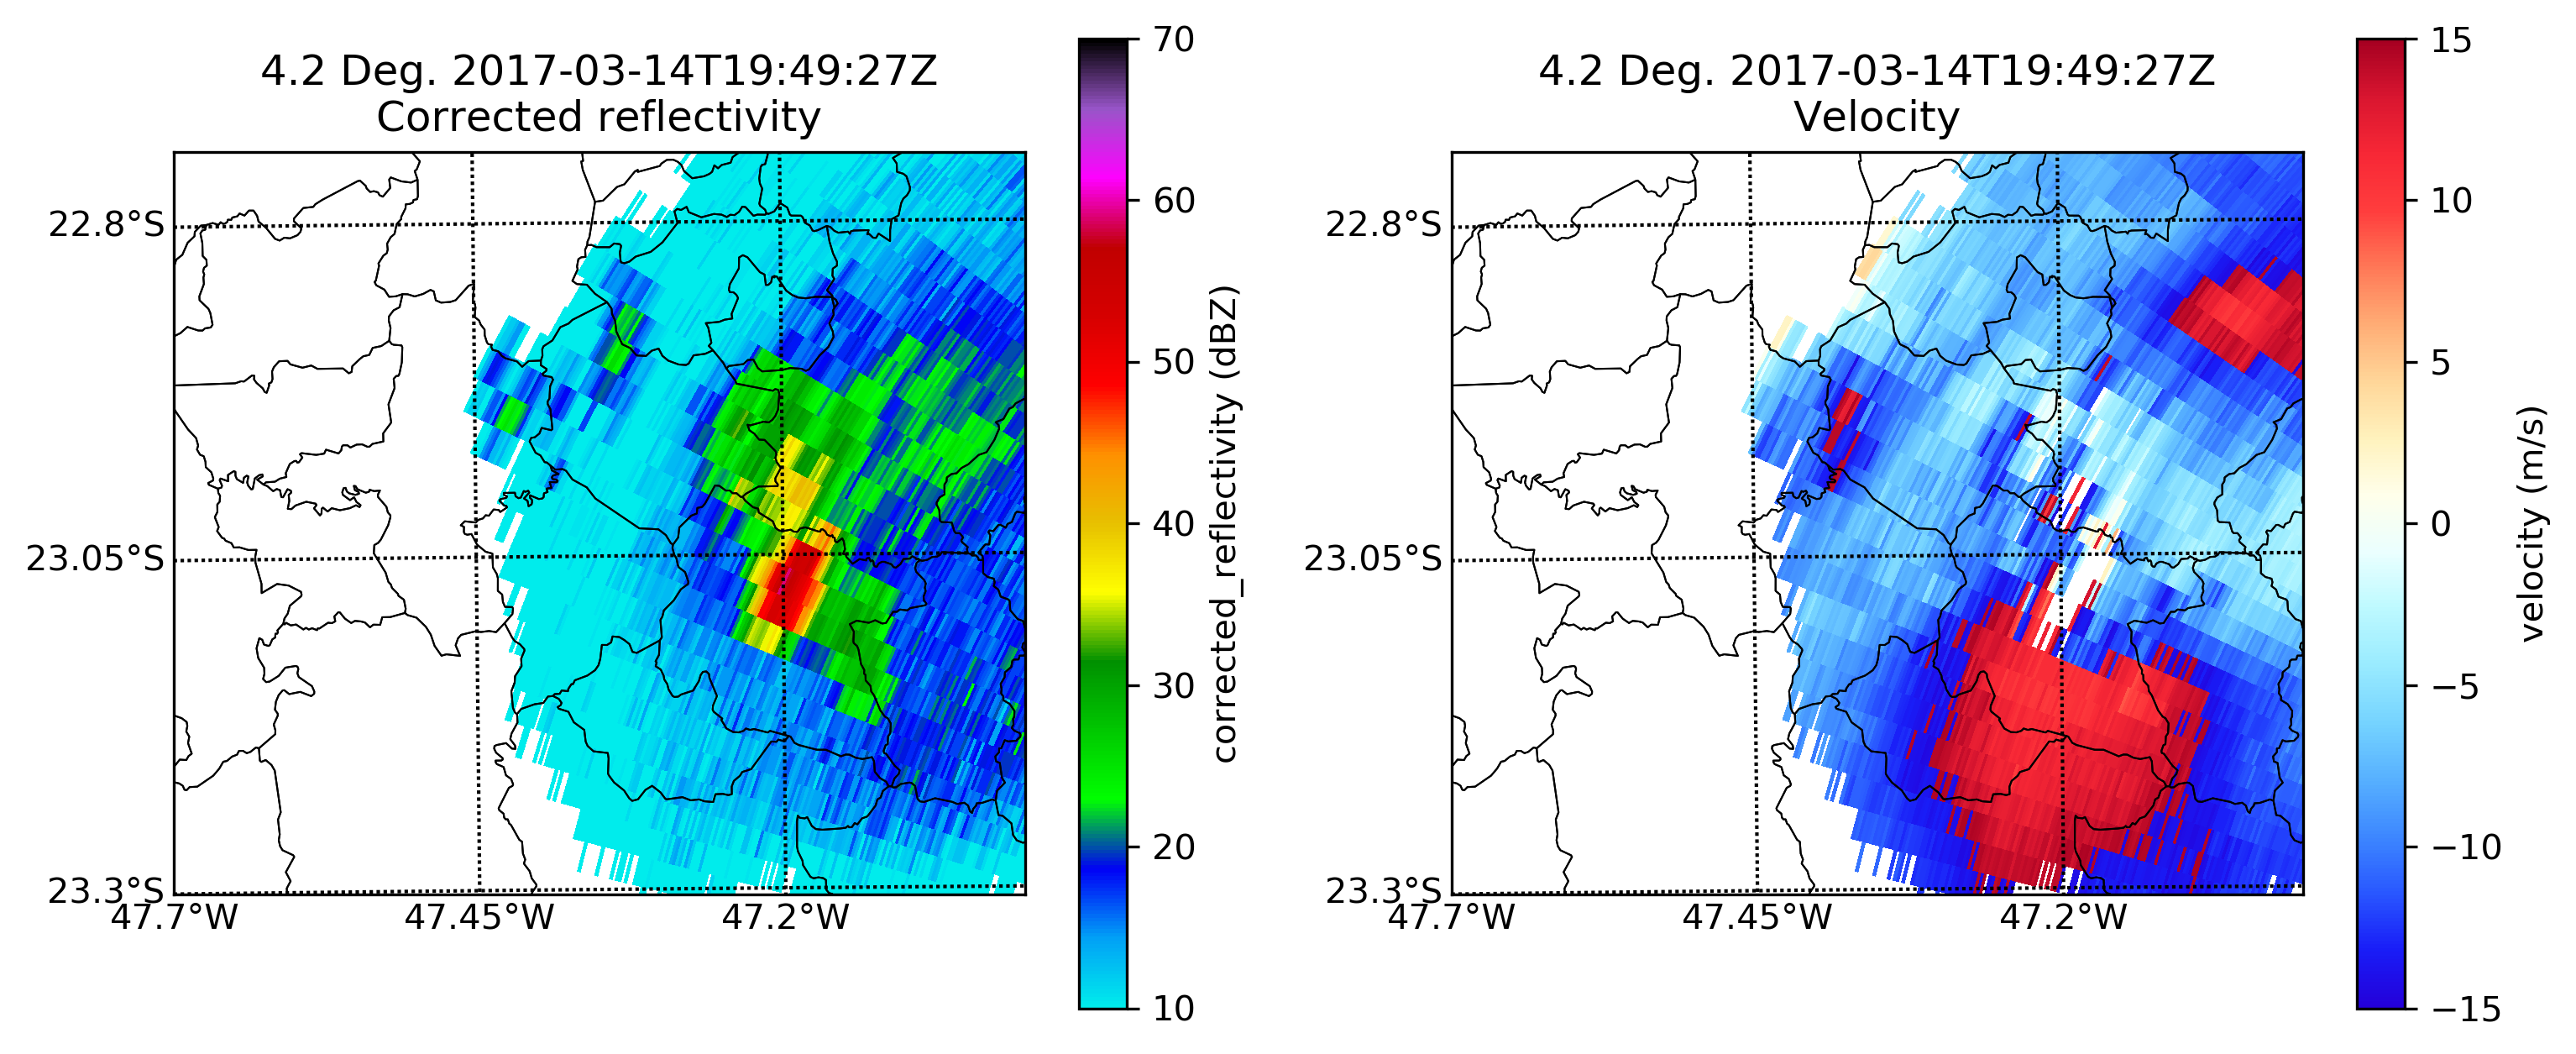 4.2 Deg. 2017-03-14T19:49:27Z
Corrected reflectivity
22.8°S
23.05°S
23.3°S
47.7°W
47.45°W
47.2°W
70
60
50
40
30
20
10
corrected_reflectivity (dBZ)
4.2 Deg. 2017-03-14T19:49:27Z
Velocity
22.8°S
23.05°S
23.3°S
47.7°W
47.45°W
47.2°W
15
10
5
0
−5
−10
−15
velocity (m/s)